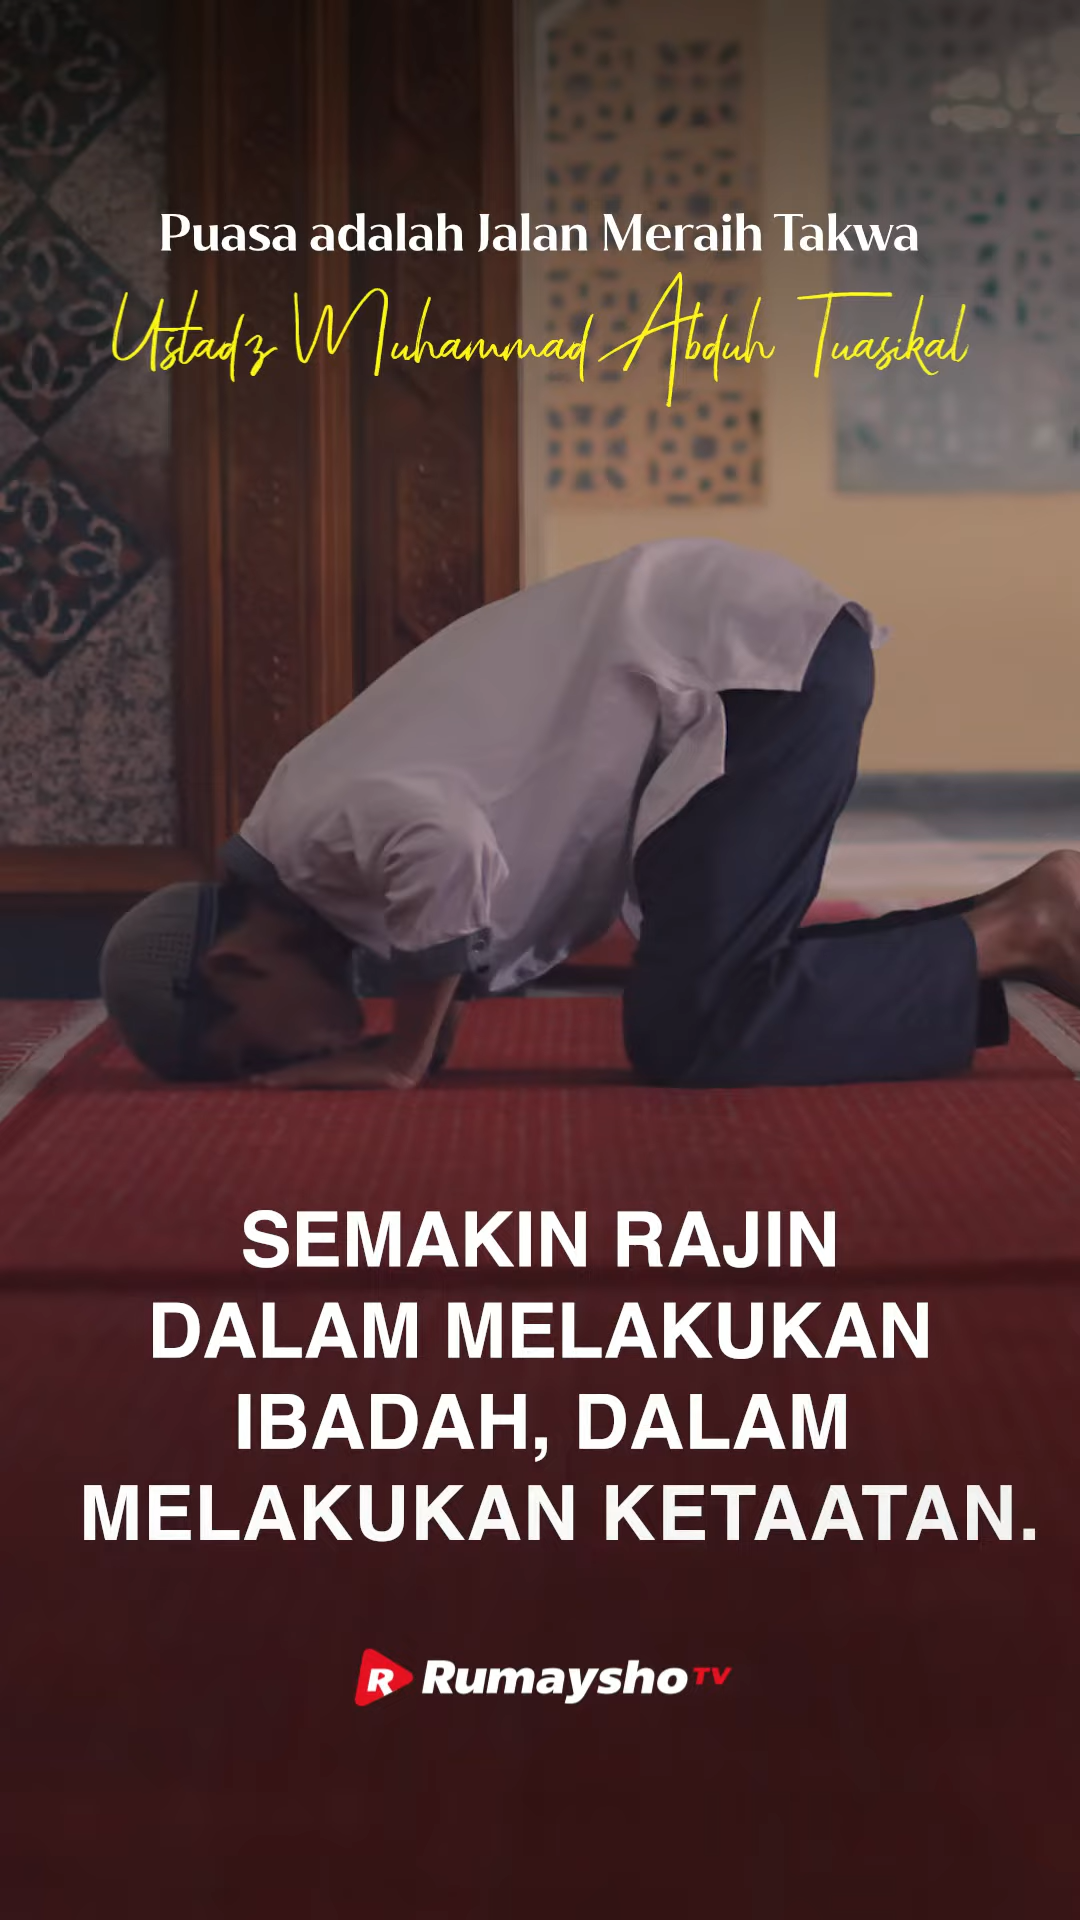 Puasa adalah Jalan Meraih Takwa
Ustadz Muhammad Abduh Tuasikal
SEMAKIN RAJIN
DALAM MELAKUKAN
IBADAH, DALAM
MELAKUKAN KETAATAN.
R Rumaysho TV